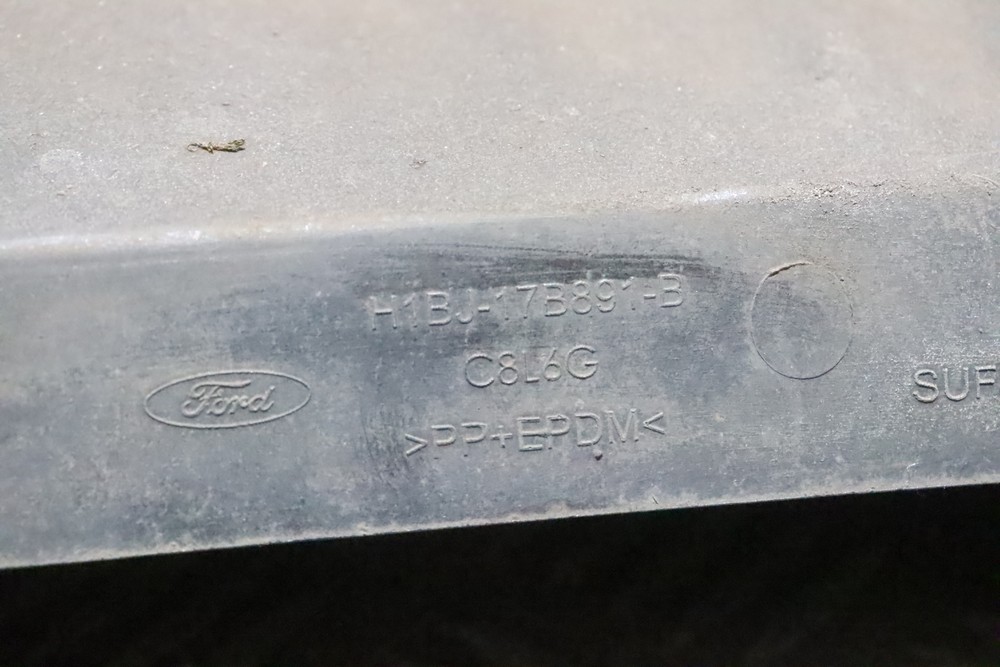 H1BJ-17B891-B
C8L6G
Ford
>PP+EPDM<
SUF